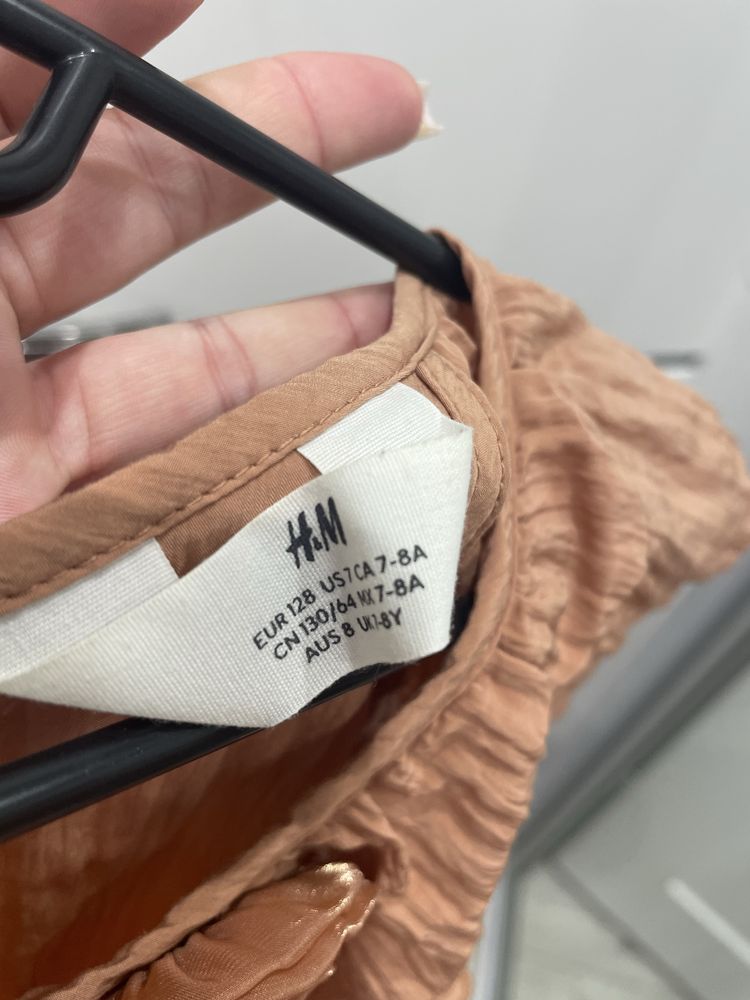 H&M
EUR 128 US 7 CA 7-8A
CN 130/64 MX 7-8A
AUS 8 UK 7-8Y